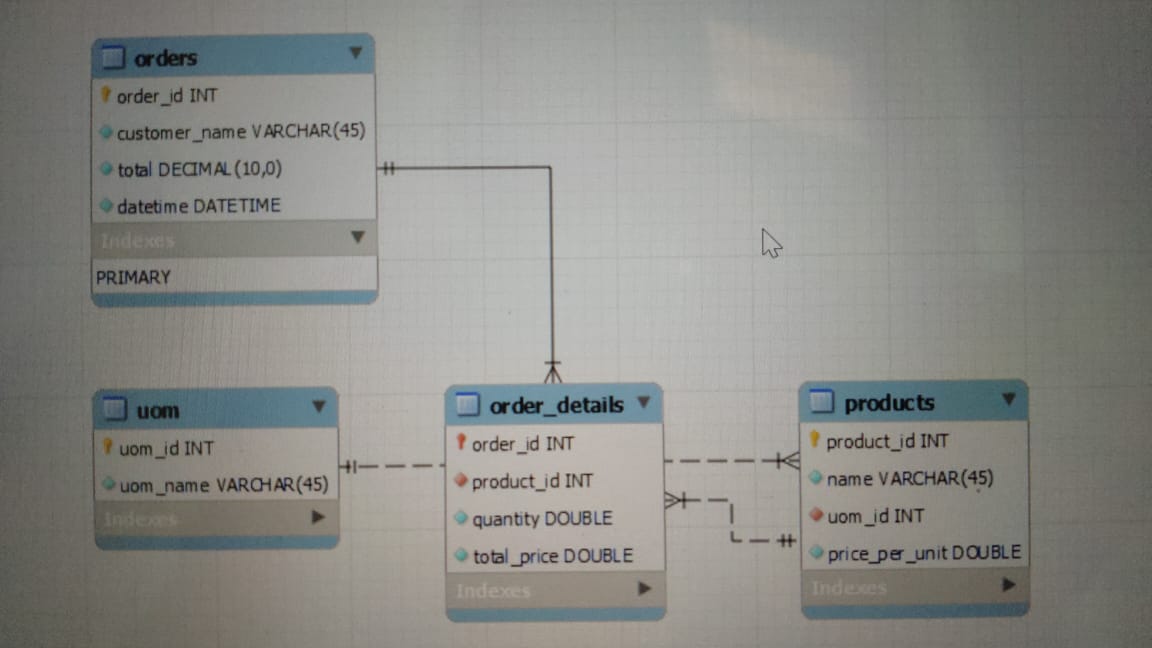 orders
order_id INT
customer_name VARCHAR(45)
total DECIMAL(10,0)
datetime DATETIME
Indexes
PRIMARY
uom
uom_id INT
uom_name VARCHAR(45)
Indexes
order_details
order_id INT
product_id INT
quantity DOUBLE
total_price DOUBLE
Indexes
products
product_id INT
name VARCHAR(45)
uom_id INT
price_per_unit DOUBLE
Indexes